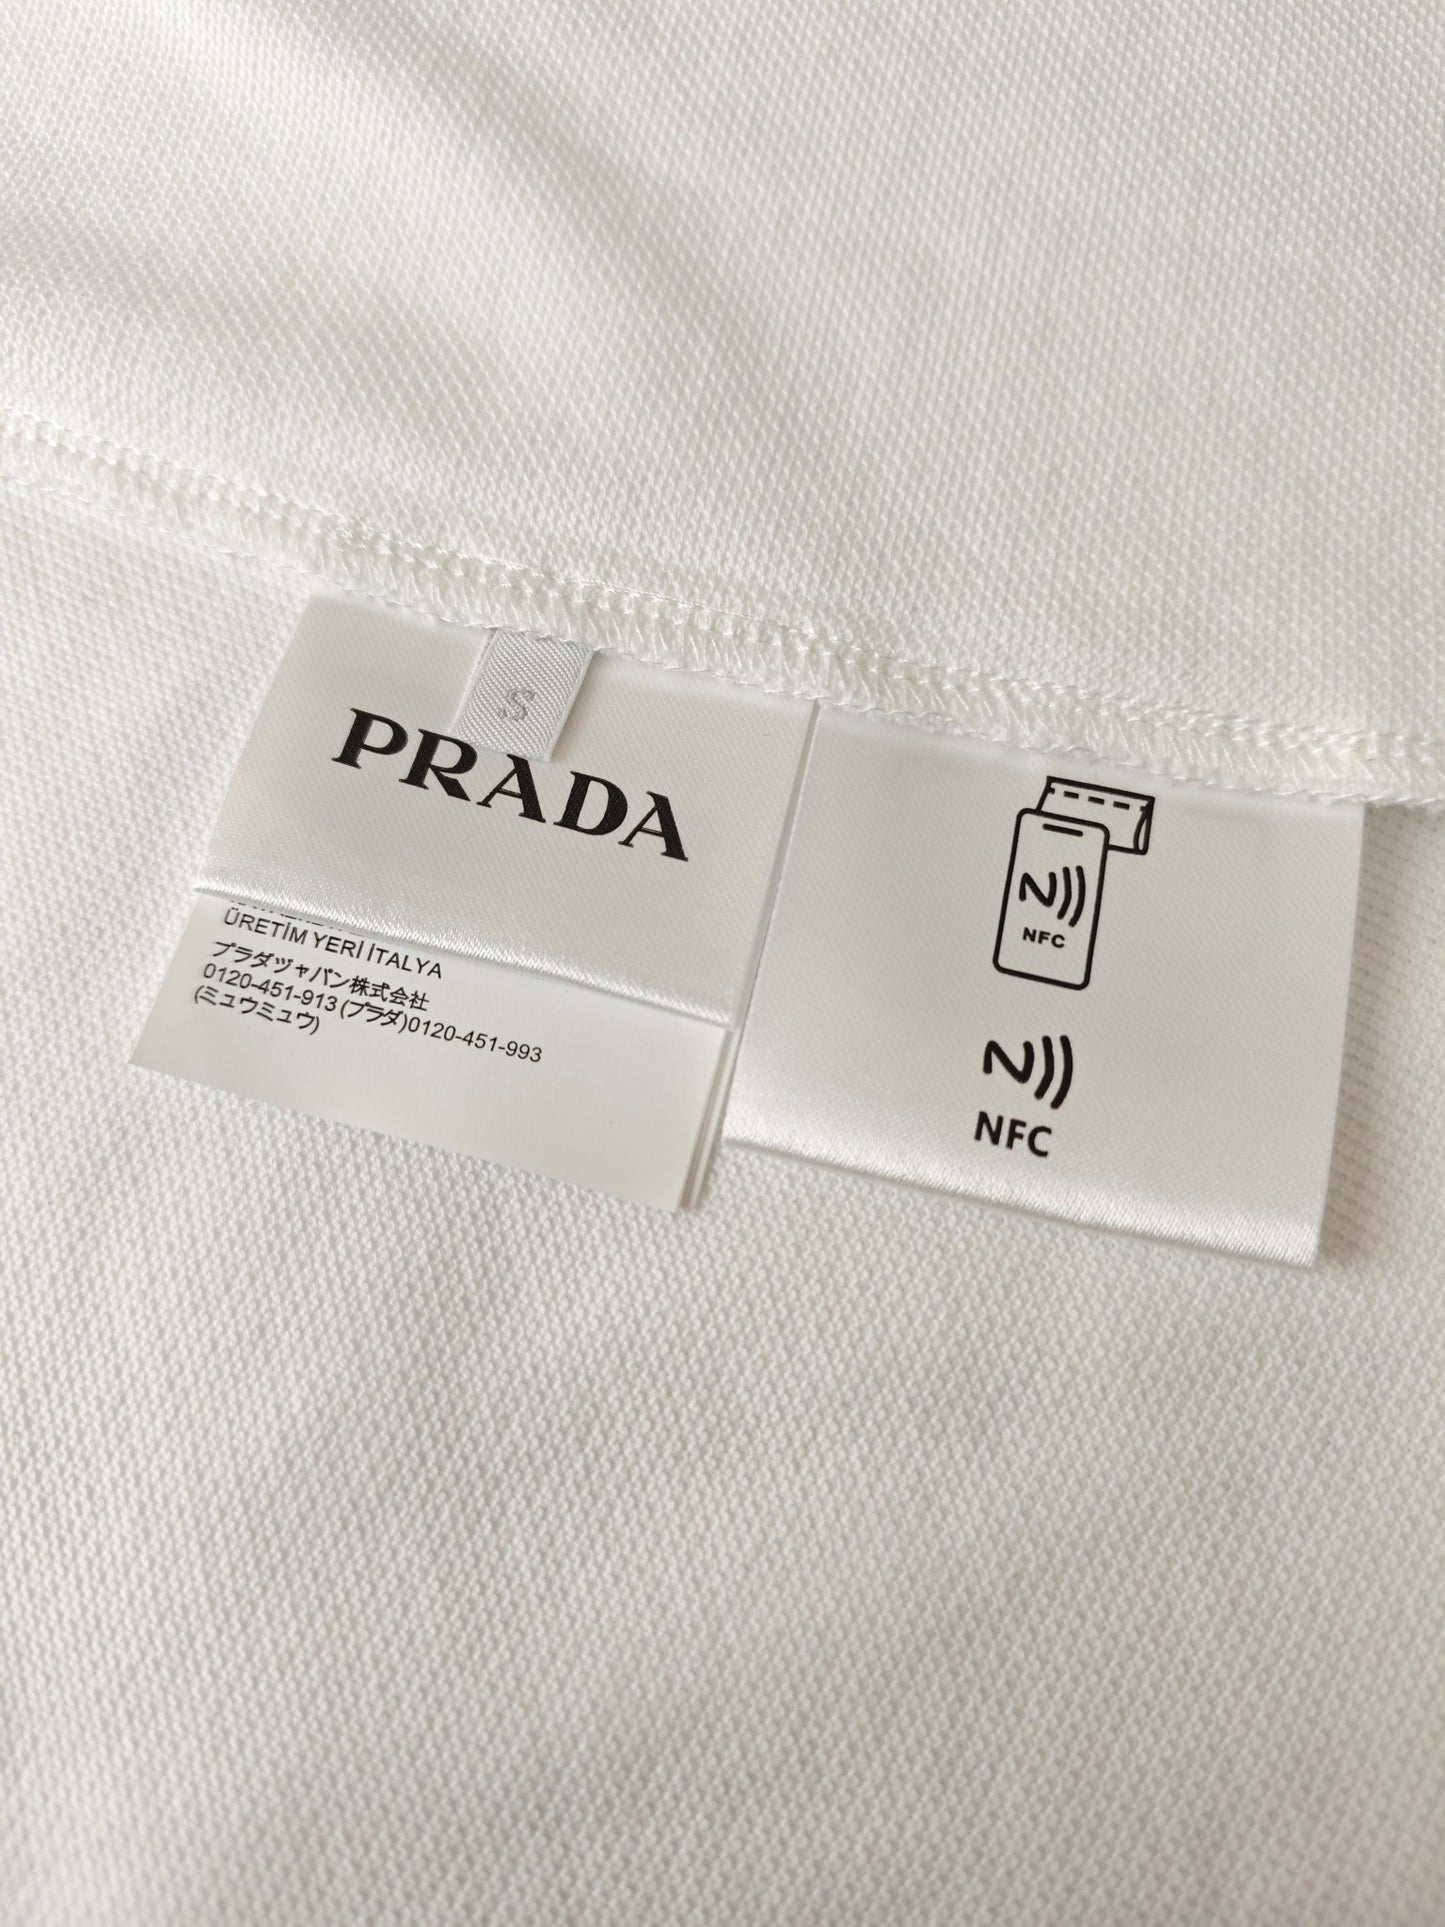 S
PRADA
ÜRETİM YERİ İTALYA
プラダヅャパン株式会社
0120-451-913 (プラダ)0120-451-993
(ミュウミュウ)
NFC
NFC